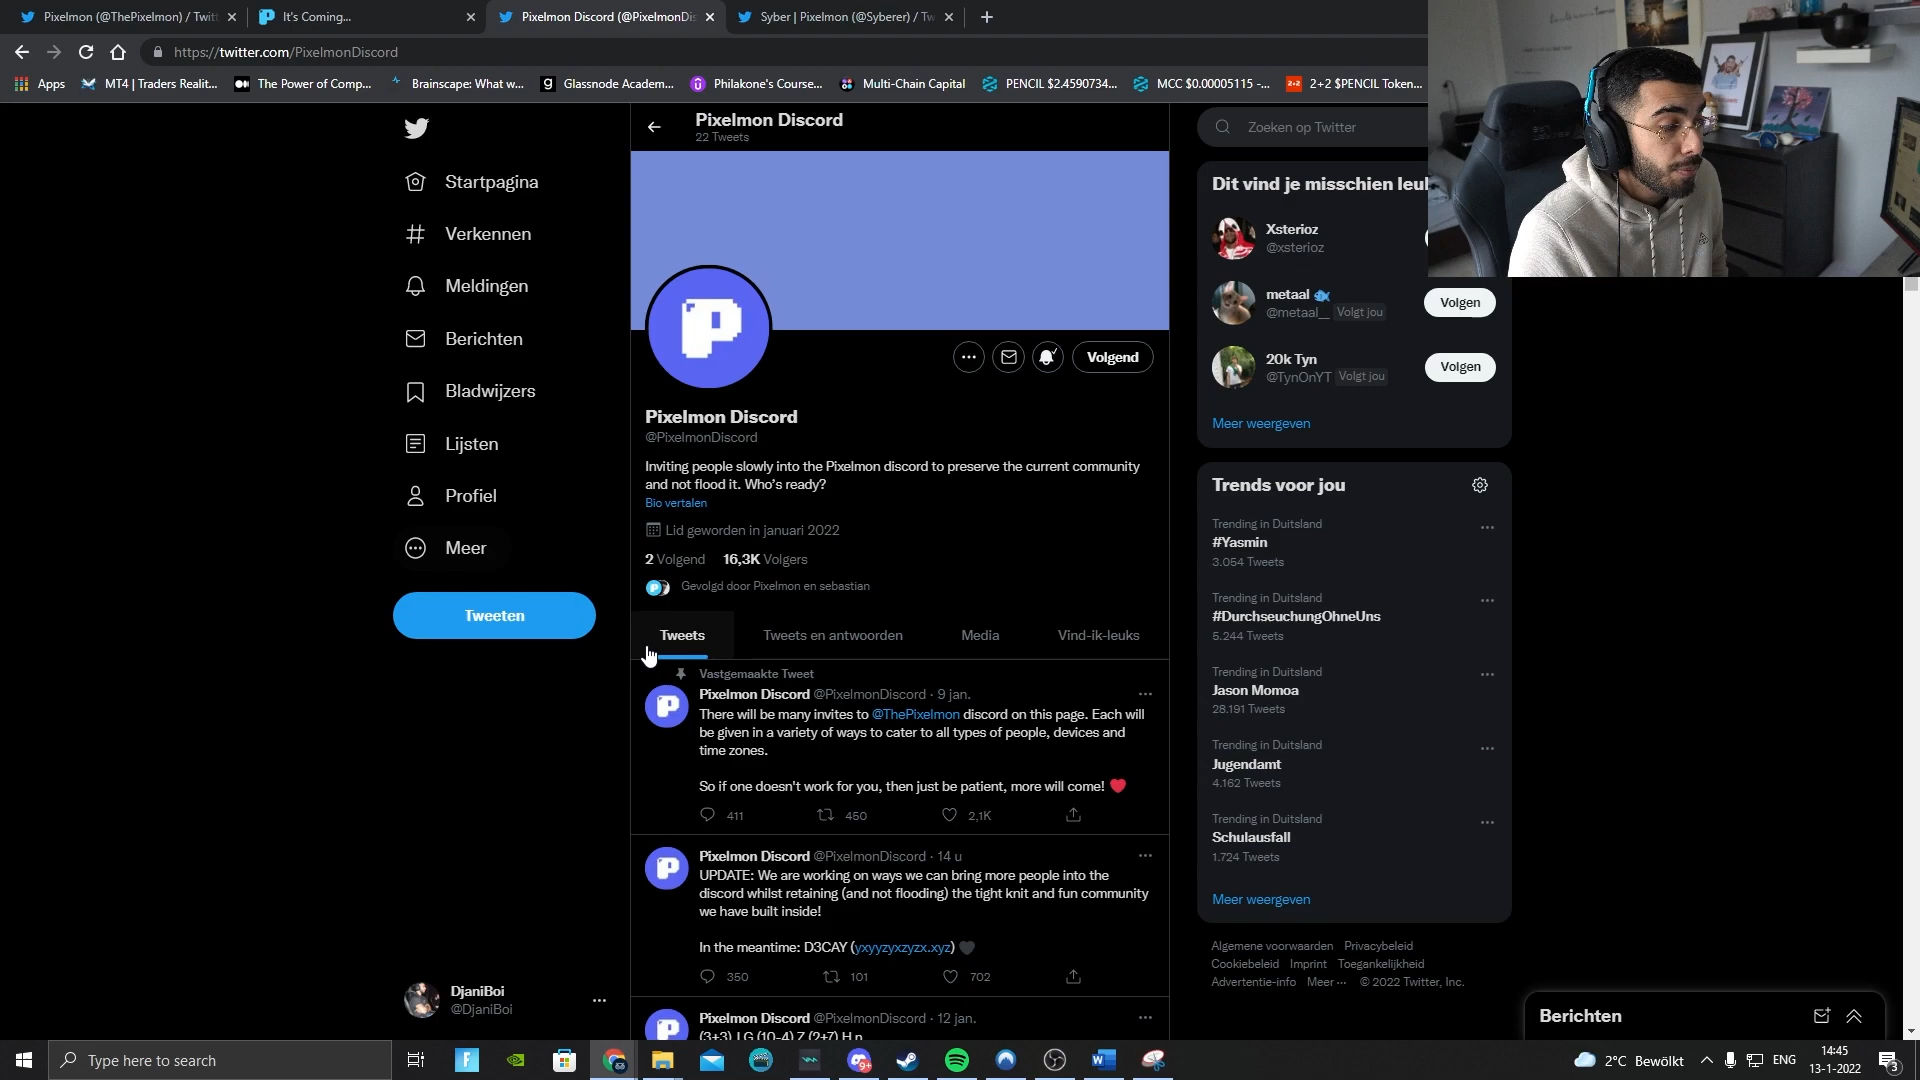 Pixelmon (@ThePixelmon) / Twitt
It's Coming...
Pixelmon Discord (@PixelmonDis
Syber | Pixelmon (@Syberer) / Tw
https://twitter.com/PixelmonDiscord
Apps
MT4 | Traders Realit...
The Power of Comp...
Brainscape: What w...
Glassnode Academ...
Philakone's Course...
Multi-Chain Capital
PENCIL $2.4590734...
MCC $0.00005115 -...
2+2 $PENCIL Token...
Startpagina
Verkennen
Meldingen
Berichten
Bladwijzers
Lijsten
Profiel
Meer
Tweeten
DjaniBoi
@DjaniBoi
Pixelmon Discord
22 Tweets
Volgend
Pixelmon Discord
@PixelmonDiscord
Inviting people slowly into the Pixelmon discord to preserve the current community
and not flood it. Who's ready?
Bio vertalen
Lid geworden in januari 2022
2 Volgend 16,3K Volgers
Gevolgd door Pixelmon en sebastian
Tweets
Tweets en antwoorden
Media
Vind-ik-leuks
Vastgemaakte Tweet
Pixelmon Discord @PixelmonDiscord · 9 jan.
There will be many invites to @ThePixelmon discord on this page. Each will
be given in a variety of ways to cater to all types of people, devices and
time zones.
So if one doesn't work for you, then just be patient, more will come! ❤️
411 450 2,1K
Pixelmon Discord @PixelmonDiscord · 14 u
UPDATE: We are working on ways we can bring more people into the
discord whilst retaining (and not flooding) the tight knit and fun community
we have built inside!
In the meantime: D3CAY (yxyyzyxzyzx.xyz) 🖤
350 101 702
Pixelmon Discord @PixelmonDiscord · 12 jan.
(3+3) J G (10-4) 7 (2+7) H n
Zoeken op Twitter
Dit vind je misschien leu
Xsterioz
@xsterioz
metaal 🐟
@metaal__ Volgt jou
Volgen
20k Tyn
@TynOnYT Volgt jou
Volgen
Meer weergeven
Trends voor jou
Trending in Duitsland
#Yasmin
3.054 Tweets
Trending in Duitsland
#DurchseuchungOhneUns
5.244 Tweets
Trending in Duitsland
Jason Momoa
28.191 Tweets
Trending in Duitsland
Jugendamt
4.162 Tweets
Trending in Duitsland
Schulausfall
1.724 Tweets
Meer weergeven
Algemene voorwaarden Privacybeleid
Cookiebeleid Imprint Toegankelijkheid
Advertentie-info Meer ··· © 2022 Twitter, Inc.
Berichten
Type here to search
2°C Bewölkt
ENG
14:45
13-1-2022
3